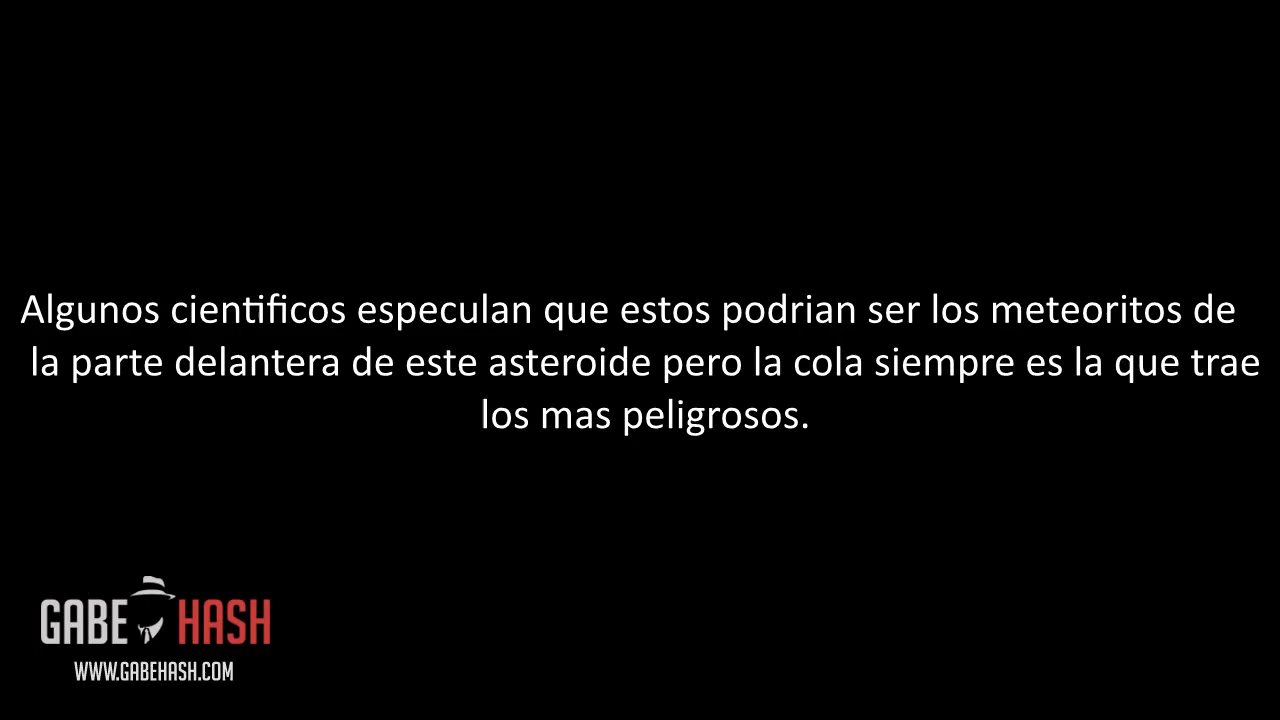 Algunos cientificos especulan que estos podrian ser los meteoritos de
la parte delantera de este asteroide pero la cola siempre es la que trae
los mas peligrosos.
GABE HASH
WWW.GABEHASH.COM